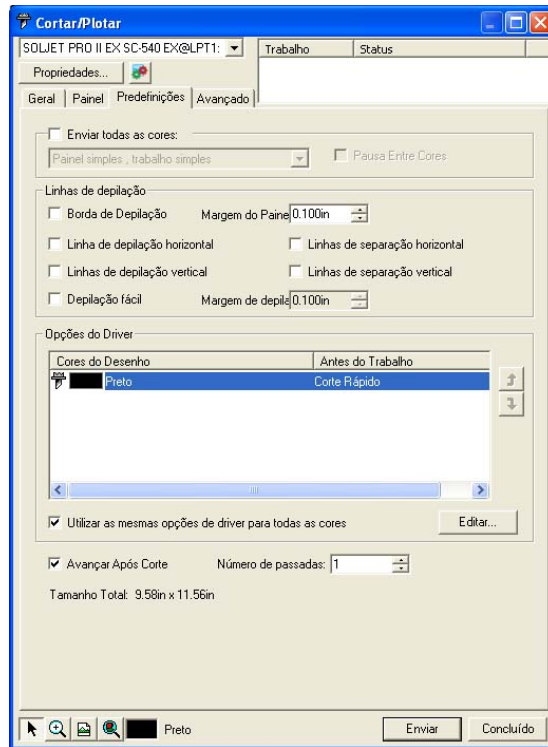 Cortar/Plotar
SOLJET PRO II EX SC-540 EX@LPT1:
Trabalho Status
Propriedades...
Geral Painel Predefinições Avançado
Enviar todas as cores:
Painel simples , trabalho simples Pausa Entre Cores
Linhas de depilação
Borda de Depilação Margem do Paine 0.100in
Linha de depilação horizontal Linhas de separação horizontal
Linhas de depilação vertical Linhas de separação vertical
Depilação fácil Margem de depila 0.100in
Opções do Driver
Cores do Desenho Antes do Trabalho
Preto Corte Rápido
Utilizar as mesmas opções de driver para todas as cores Editar...
Avançar Após Corte Número de passadas: 1
Tamanho Total: 9.58in x 11.56in
Preto Enviar Concluído